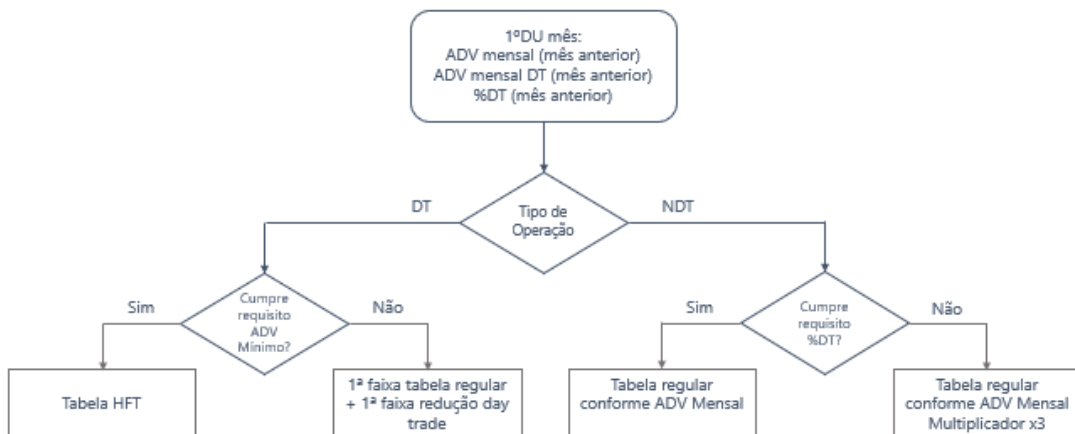 1ºDU mês:
ADV mensal (mês anterior)
ADV mensal DT (mês anterior)
%DT (mês anterior)
DT
Tipo de
Operação
NDT
Sim
Cumpre
requisito
ADV
Mínimo?
Não
Sim
Cumpre
requisito
%DT?
Não
Tabela HFT
1ª faixa tabela regular
+ 1ª faixa redução day
trade
Tabela regular
conforme ADV Mensal
Tabela regular
conforme ADV Mensal
Multiplicador x3